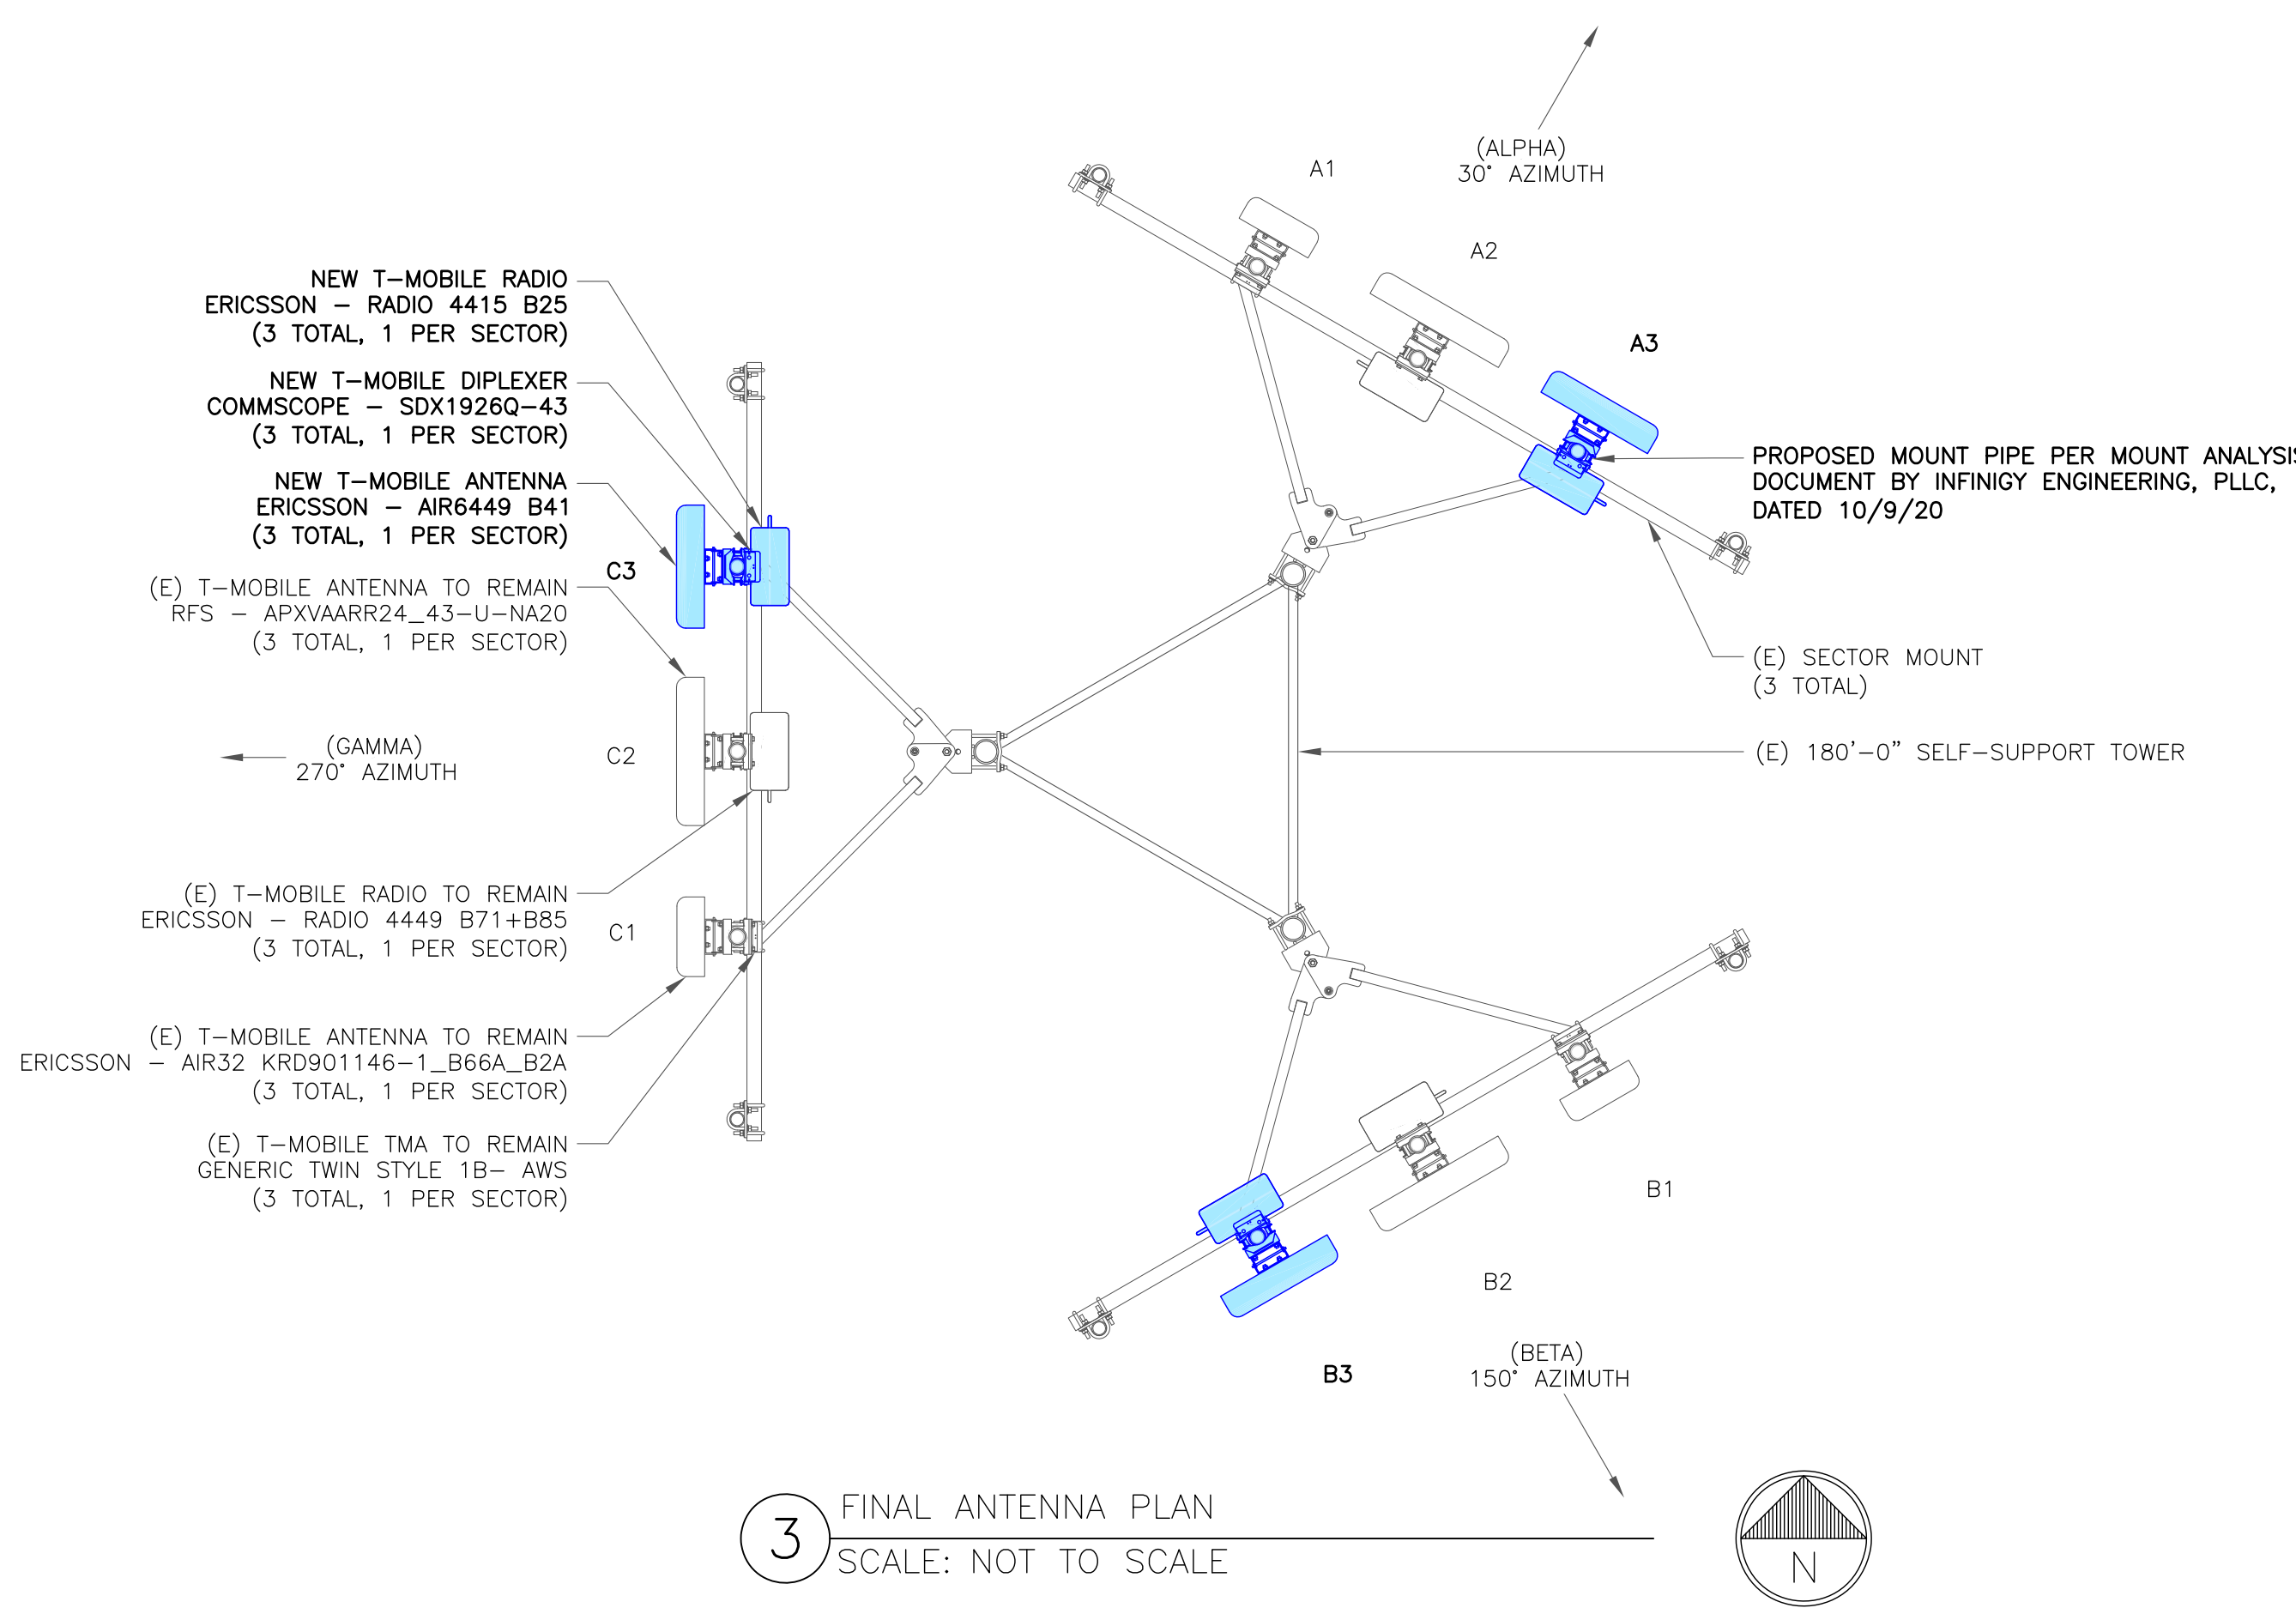 (ALPHA)
30° AZIMUTH
A1
A2
A3
NEW T-MOBILE RADIO
ERICSSON - RADIO 4415 B25
(3 TOTAL, 1 PER SECTOR)
NEW T-MOBILE DIPLEXER
COMMSCOPE - SDX1926Q-43
(3 TOTAL, 1 PER SECTOR)
NEW T-MOBILE ANTENNA
ERICSSON - AIR6449 B41
(3 TOTAL, 1 PER SECTOR)
C3
(E) T-MOBILE ANTENNA TO REMAIN
RFS - APXVAARR24_43-U-NA20
(3 TOTAL, 1 PER SECTOR)
PROPOSED MOUNT PIPE PER MOUNT ANALYSIS
DOCUMENT BY INFINIGY ENGINEERING, PLLC,
DATED 10/9/20
(E) SECTOR MOUNT
(3 TOTAL)
(GAMMA)
270° AZIMUTH
C2
(E) 180'-0" SELF-SUPPORT TOWER
(E) T-MOBILE RADIO TO REMAIN
ERICSSON - RADIO 4449 B71+B85
(3 TOTAL, 1 PER SECTOR)
C1
(E) T-MOBILE ANTENNA TO REMAIN
ERICSSON - AIR32 KRD901146-1_B66A_B2A
(3 TOTAL, 1 PER SECTOR)
(E) T-MOBILE TMA TO REMAIN
GENERIC TWIN STYLE 1B- AWS
(3 TOTAL, 1 PER SECTOR)
B1
B2
B3
(BETA)
150° AZIMUTH
3
FINAL ANTENNA PLAN
SCALE: NOT TO SCALE
N